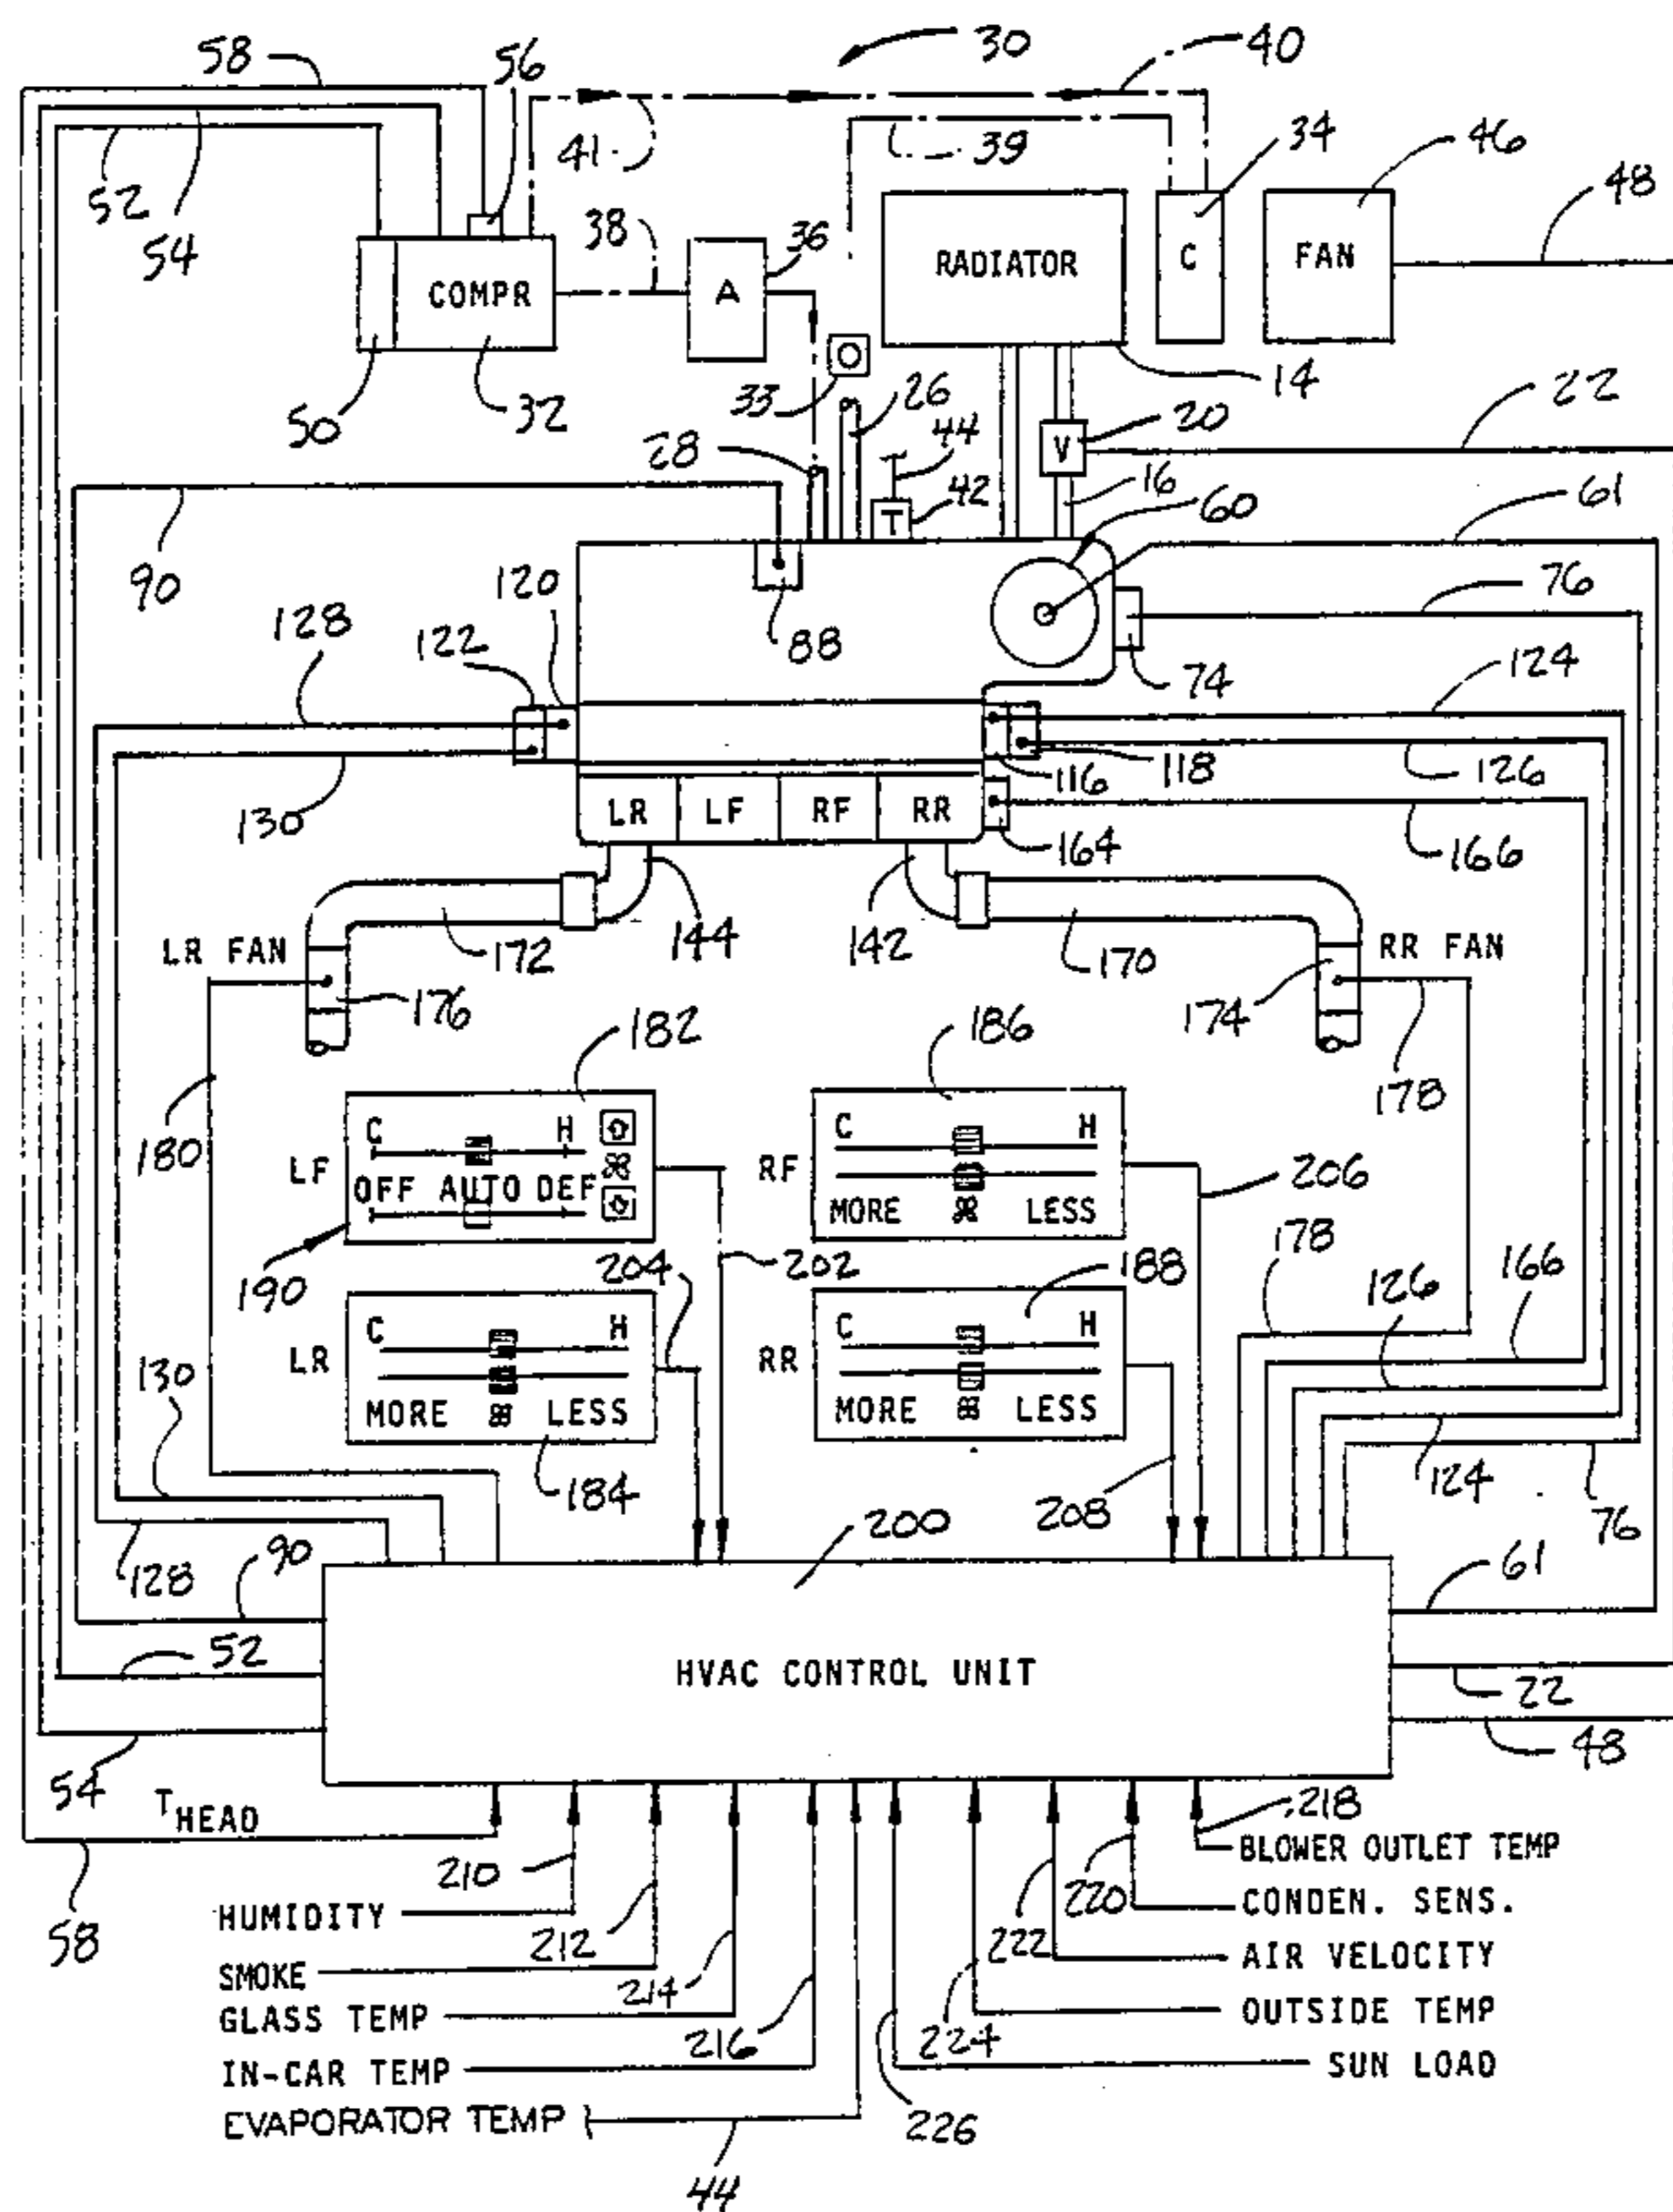 30
40
58
56
41
39
34
46
52
54
38
36
48
RADIATOR
C
FAN
COMPR
A
O
33
26
14
22
50
32
28
44
20
V
T
42
16
60
61
90
120
76
128
122
88
74
124
130
116
118
126
LR LF RF RR
164
166
144
142
LR FAN
172
170
RR FAN
176
174
182
186
178
180
C H
C H
LF
RF
206
OFF AUTO DEF
MORE LESS
190
204
202
188
178
126
166
C H
C H
LR
RR
130
MORE LESS
MORE LESS
184
208
124
76
128
90
200
61
52
HVAC CONTROL UNIT
22
54
48
THEAD
218
BLOWER OUTLET TEMP
58
210
220
CONDEN. SENS.
HUMIDITY
212
222
AIR VELOCITY
SMOKE
214
224
OUTSIDE TEMP
GLASS TEMP
216
SUN LOAD
IN-CAR TEMP
226
EVAPORATOR TEMP
44